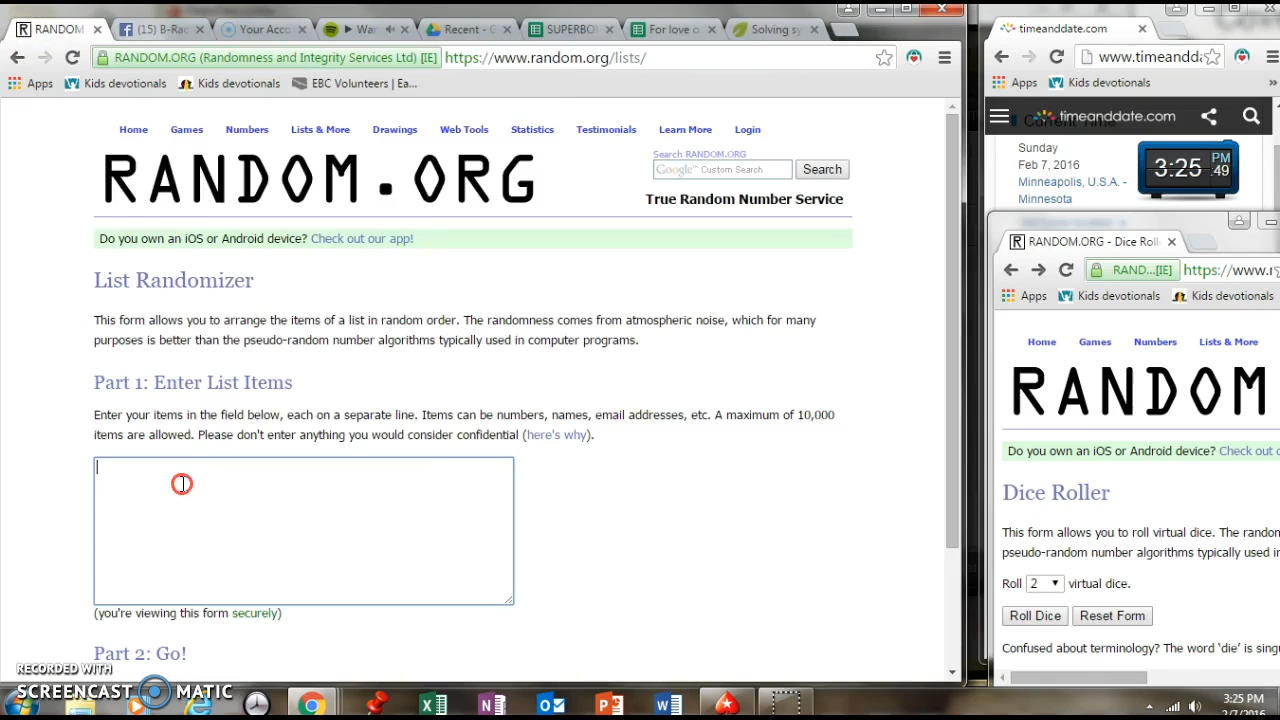 RANDOM
(15) B-Rac
Your Acco
Recent - G
SUPERBO
For love o
Solving sy
RANDOM.ORG (Randomness and Integrity Services Ltd) [IE]
https://www.random.org/lists/
Apps
Kids devotionals
Kids devotionals
EBC Volunteers | Ea...
Home
Games
Numbers
Lists & More
Drawings
Web Tools
Statistics
Testimonials
Learn More
Login
RANDOM.ORG
Search RANDOM.ORG
Google™ Custom Search
Search
True Random Number Service
Do you own an iOS or Android device? Check out our app!
List Randomizer
This form allows you to arrange the items of a list in random order. The randomness comes from atmospheric noise, which for many
purposes is better than the pseudo-random number algorithms typically used in computer programs.
Part 1: Enter List Items
Enter your items in the field below, each on a separate line. Items can be numbers, names, email addresses, etc. A maximum of 10,000
items are allowed. Please don't enter anything you would consider confidential (here's why).
(you're viewing this form securely)
Part 2: Go!
timeanddate.com
www.timeandda
Apps
Kids devotionals
timeanddate.com
Sunday
Feb 7, 2016
Minneapolis, U.S.A. -
Minnesota
3:25 PM 49
RANDOM.ORG - Dice Roll
RAND...[IE]
https://www.r
Apps
Kids devotionals
Kids devotionals
Home
Games
Numbers
Lists & More
RANDOM
Do you own an iOS or Android device? Check out o
Dice Roller
This form allows you to roll virtual dice. The random
pseudo-random number algorithms typically used in
Roll 2 virtual dice.
Roll Dice
Reset Form
Confused about terminology? The word 'die' is singu
RECORDED WITH
SCREENCAST MATIC
3:25 PM
2/7/2016